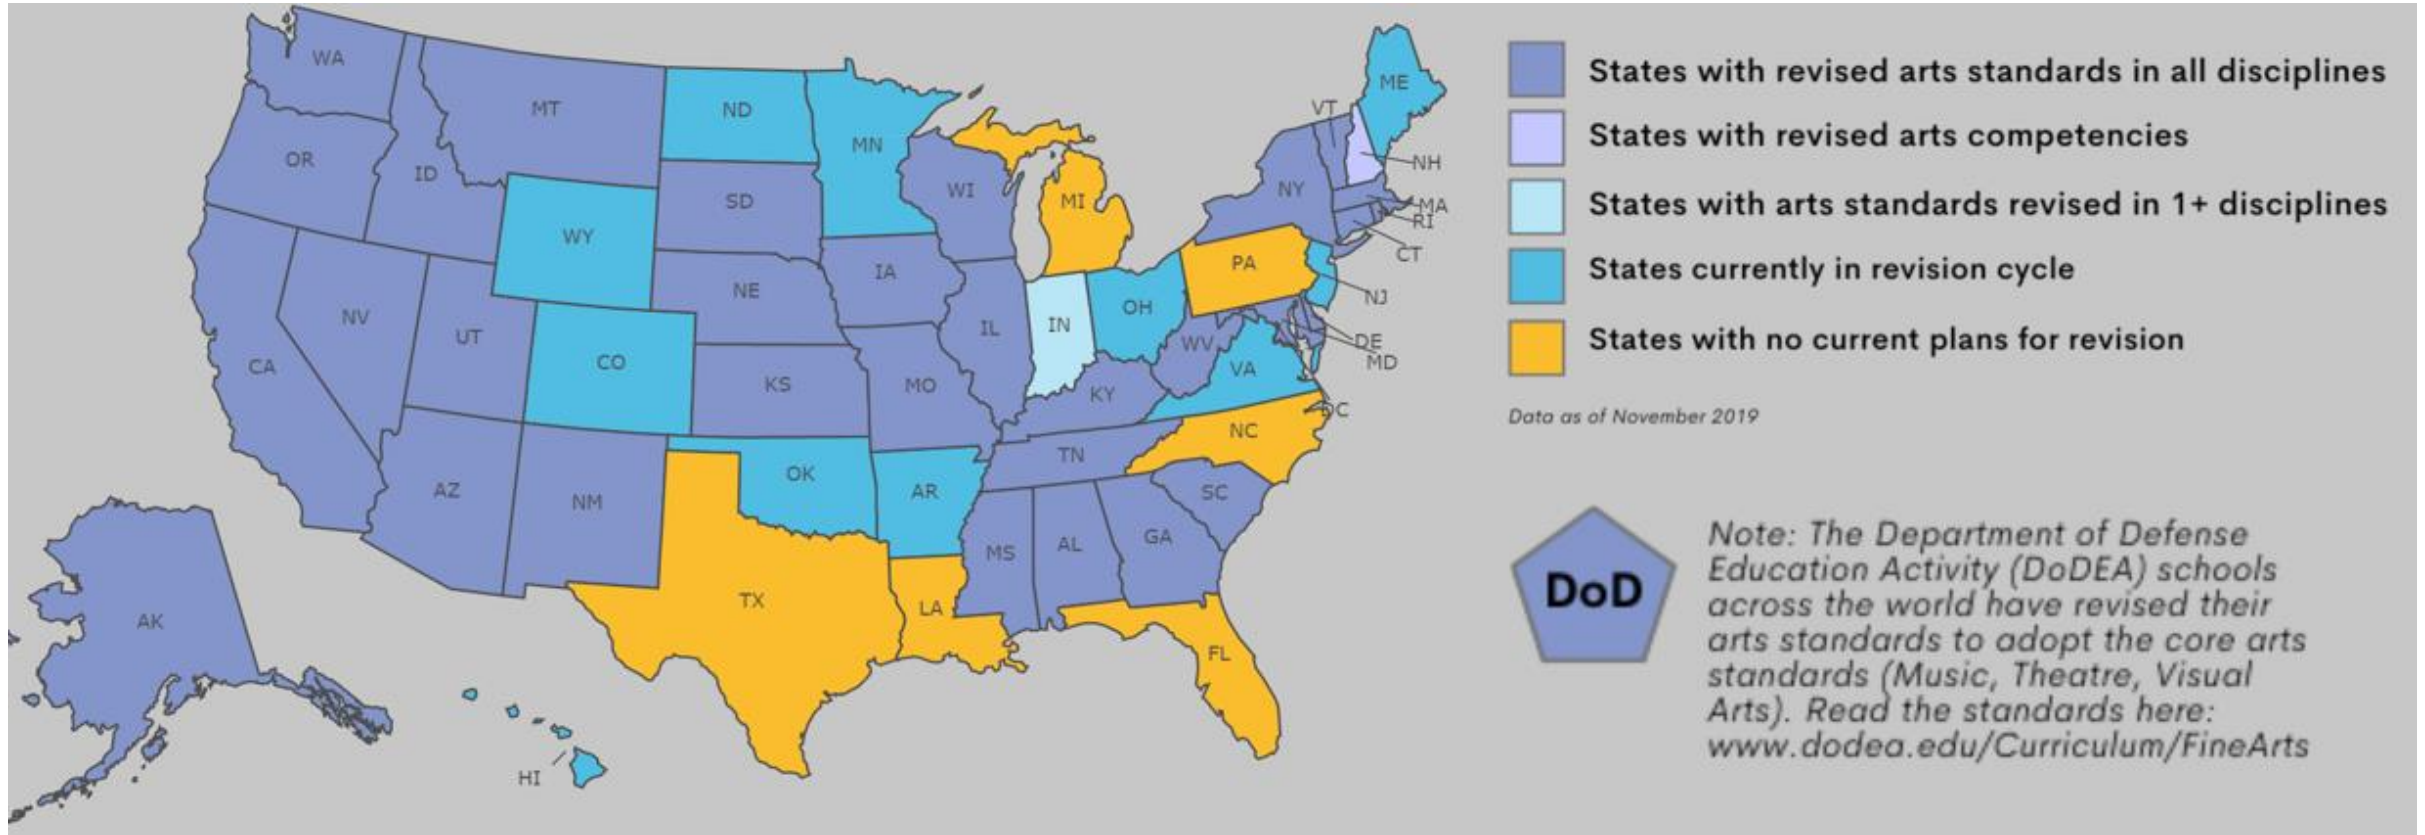 WA
MT
ND
MN
ME
VT
OR
ID
NH
SD
WI
MI
NY
MA
RI
WY
CT
IA
PA
NE
NJ
NV
OH
UT
IL
IN
DE
CO
WV
MD
CA
VA
KS
MO
KY
DC
NC
TN
OK
AZ
AR
NM
SC
MS
AL
GA
TX
LA
AK
FL
HI
States with revised arts standards in all disciplines
States with revised arts competencies
States with arts standards revised in 1+ disciplines
States currently in revision cycle
States with no current plans for revision
Data as of November 2019
DoD
Note: The Department of Defense
Education Activity (DoDEA) schools
across the world have revised their
arts standards to adopt the core arts
standards (Music, Theatre, Visual
Arts). Read the standards here:
www.dodea.edu/Curriculum/FineArts